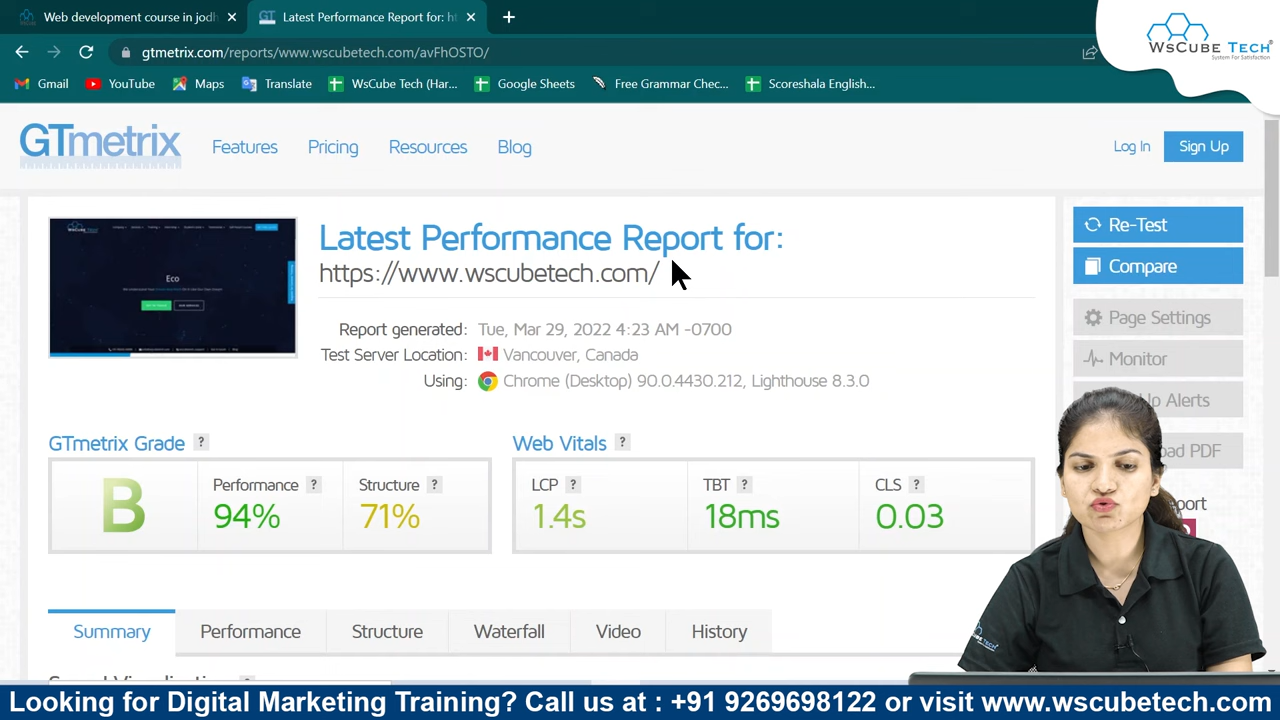 Web development course in jodh
Latest Performance Report for: ht
gtmetrix.com/reports/www.wscubetech.com/avFhOSTO/
WsCube Tech®
System For Satisfaction
Gmail
YouTube
Maps
Translate
WsCube Tech (Har...
Google Sheets
Free Grammar Chec...
Scoreshala English...
GTmetrix
Features
Pricing
Resources
Blog
Log In
Sign Up
Latest Performance Report for:
https://www.wscubetech.com/
Report generated: Tue, Mar 29, 2022 4:23 AM -0700
Test Server Location: Vancouver, Canada
Using: Chrome (Desktop) 90.0.4430.212, Lighthouse 8.3.0
Re-Test
Compare
Page Settings
Monitor
Up Alerts
oad PDF
port
Eco
GTmetrix Grade ?
B
Performance ?
94%
Structure ?
71%
Web Vitals ?
LCP ?
1.4s
TBT ?
18ms
CLS ?
0.03
Summary
Performance
Structure
Waterfall
Video
History
Looking for Digital Marketing Training? Call us at : +91 9269698122 or visit www.wscubetech.com